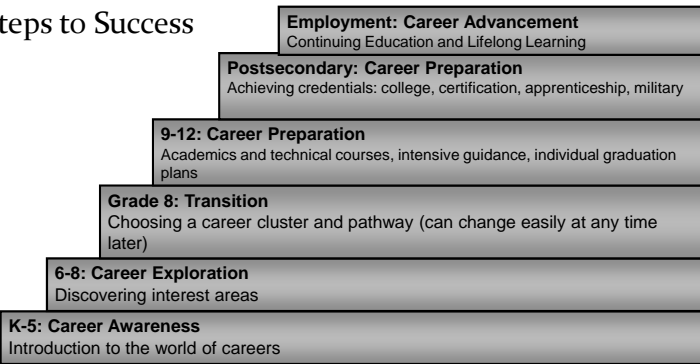 teps to Success
Employment: Career Advancement
Continuing Education and Lifelong Learning
Postsecondary: Career Preparation
Achieving credentials: college, certification, apprenticeship, military
9-12: Career Preparation
Academics and technical courses, intensive guidance, individual graduation
plans
Grade 8: Transition
Choosing a career cluster and pathway (can change easily at any time
later)
6-8: Career Exploration
Discovering interest areas
K-5: Career Awareness
Introduction to the world of careers